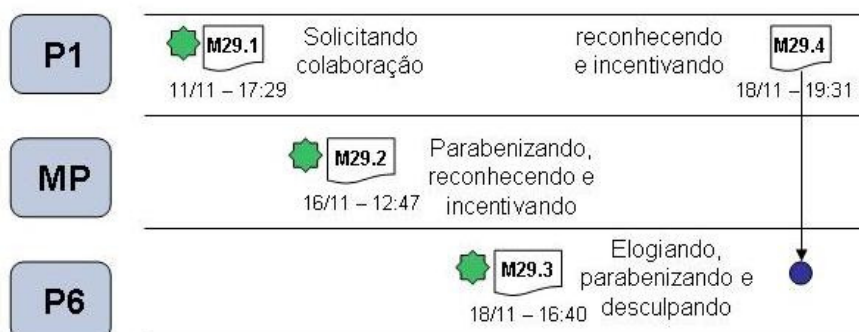 P1
M29.1
Solicitando
colaboração
11/11 – 17:29
reconhecendo
e incentivando
M29.4
18/11 – 19:31
MP
M29.2
Parabenizando,
reconhecendo e
incentivando
16/11 – 12:47
P6
M29.3
Elogiando,
parabenizando e
desculpando
18/11 – 16:40